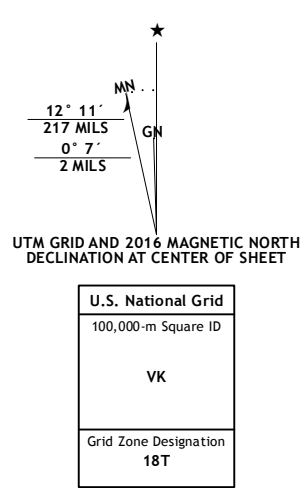 MN
12° 11´
217 MILS
GN
0° 7´
2 MILS
UTM GRID AND 2016 MAGNETIC NORTH
DECLINATION AT CENTER OF SHEET
U.S. National Grid
100,000-m Square ID
VK
Grid Zone Designation
18T